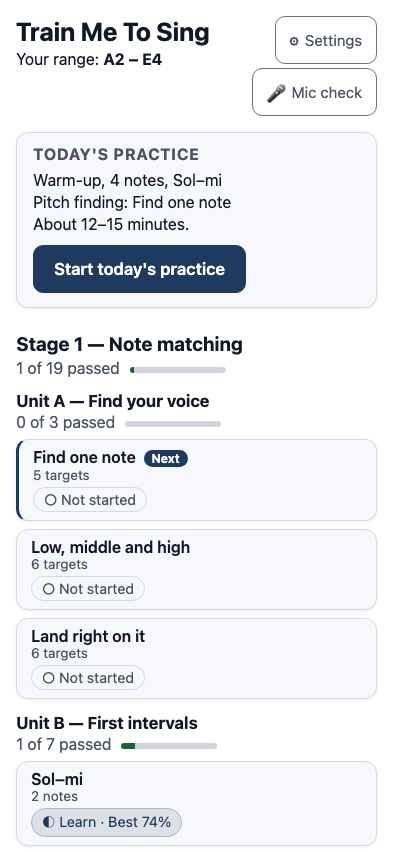 Train Me To Sing
Your range: A2 – E4
⚙ Settings
🎤 Mic check
TODAY'S PRACTICE
Warm-up, 4 notes, Sol–mi
Pitch finding: Find one note
About 12–15 minutes.
Start today's practice
Stage 1 — Note matching
1 of 19 passed
Unit A — Find your voice
0 of 3 passed
Find one note Next
5 targets
Not started
Low, middle and high
6 targets
Not started
Land right on it
6 targets
Not started
Unit B — First intervals
1 of 7 passed
Sol–mi
2 notes
Learn · Best 74%